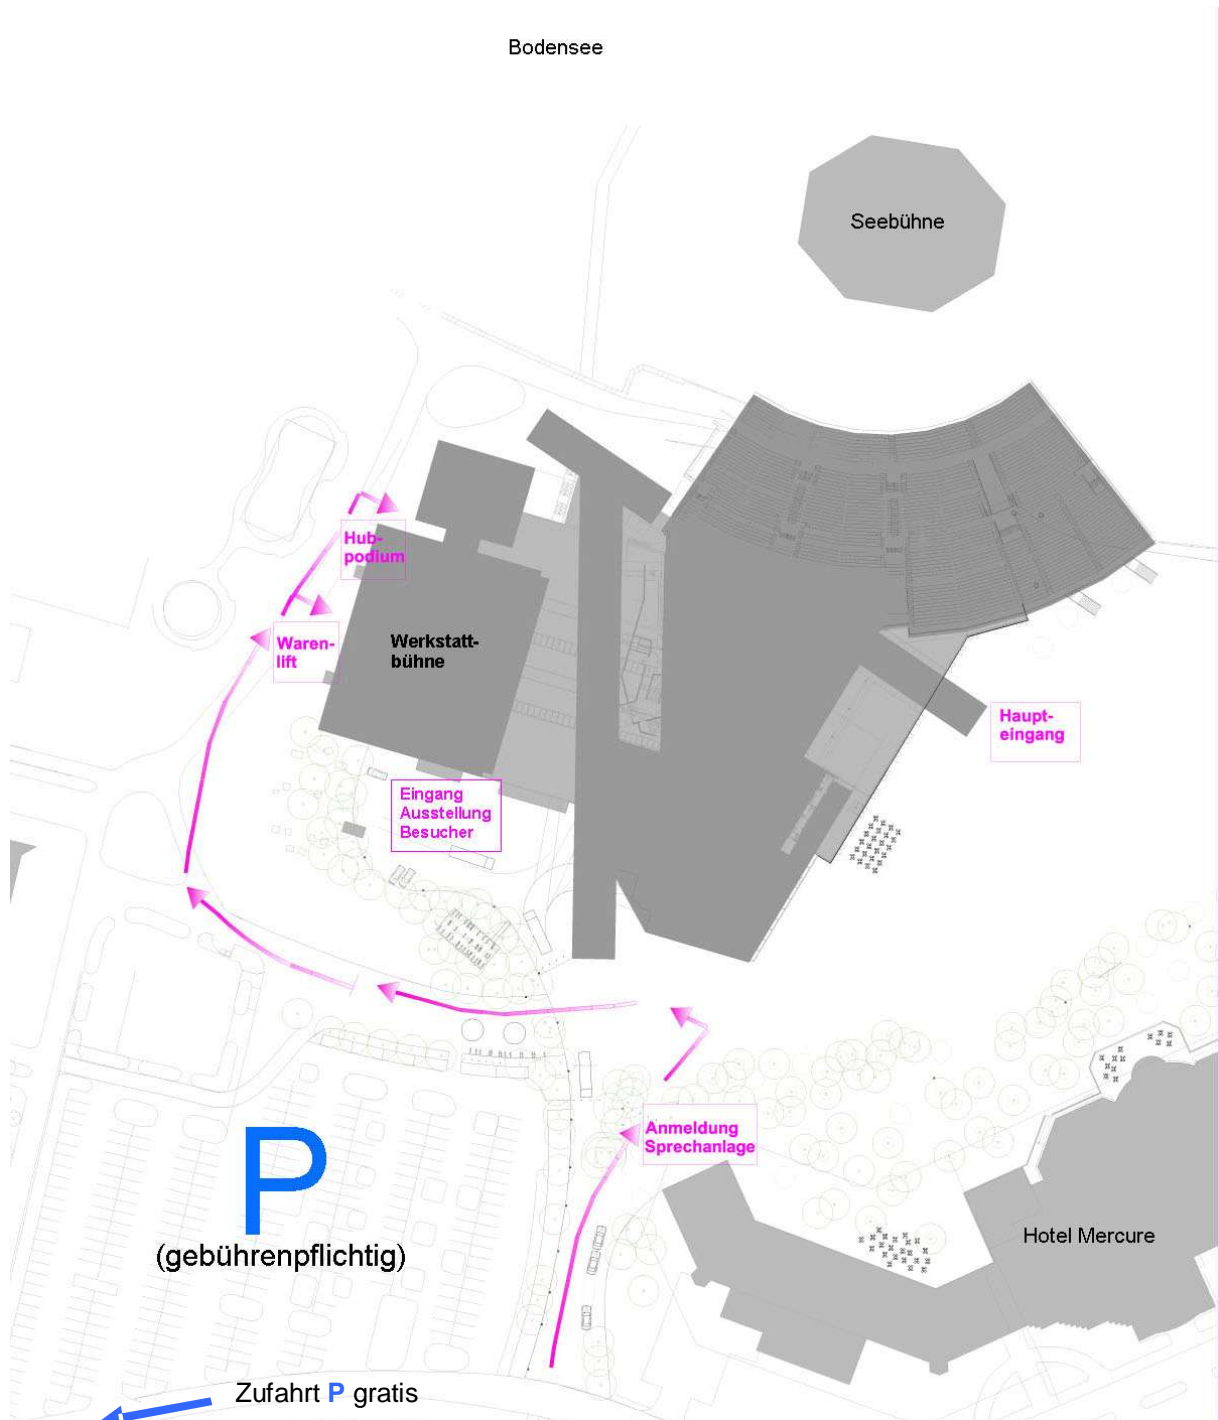 Bodensee
Seebühne
Hub-
podium
Waren-
lift
Werkstatt-
bühne
Haupt-
eingang
Eingang
Ausstellung
Besucher
Anmeldung
Sprechanlage
P
(gebührenpflichtig)
Hotel Mercure
Zufahrt P gratis